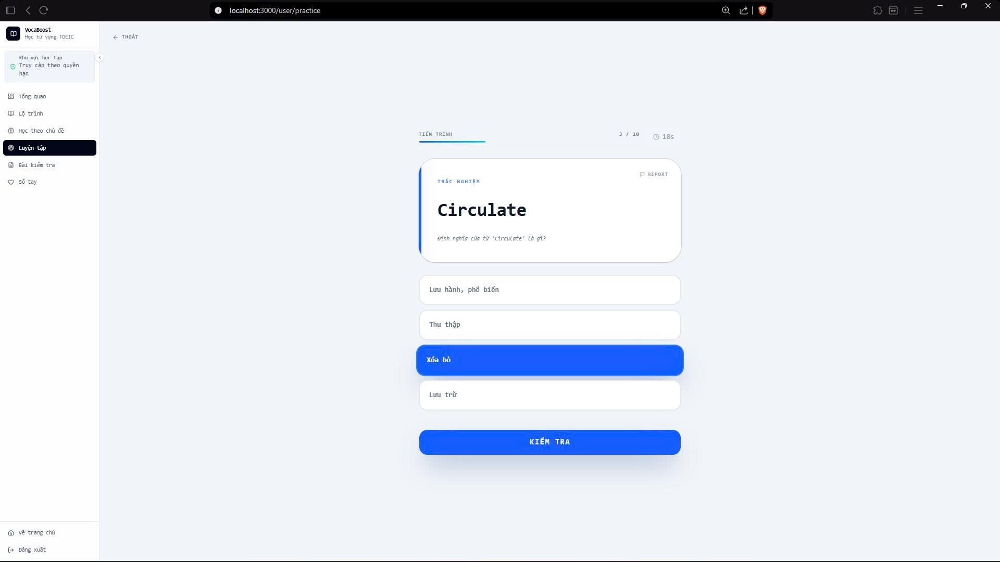 localhost:3000/user/practice
VocaBoost
Học từ vựng TOEIC
THOÁT
Khu vực học tập
Truy cập theo quyền
hạn
Tổng quan
Lộ trình
Học theo chủ đề
Luyện tập
Bài kiểm tra
Sổ tay
TIẾN TRÌNH
3 / 10
18s
REPORT
TRẮC NGHIỆM
Circulate
Định nghĩa của từ 'Circulate' là gì?
Lưu hành, phổ biến
Thu thập
Xóa bỏ
Lưu trữ
KIỂM TRA
Về trang chủ
Đăng xuất